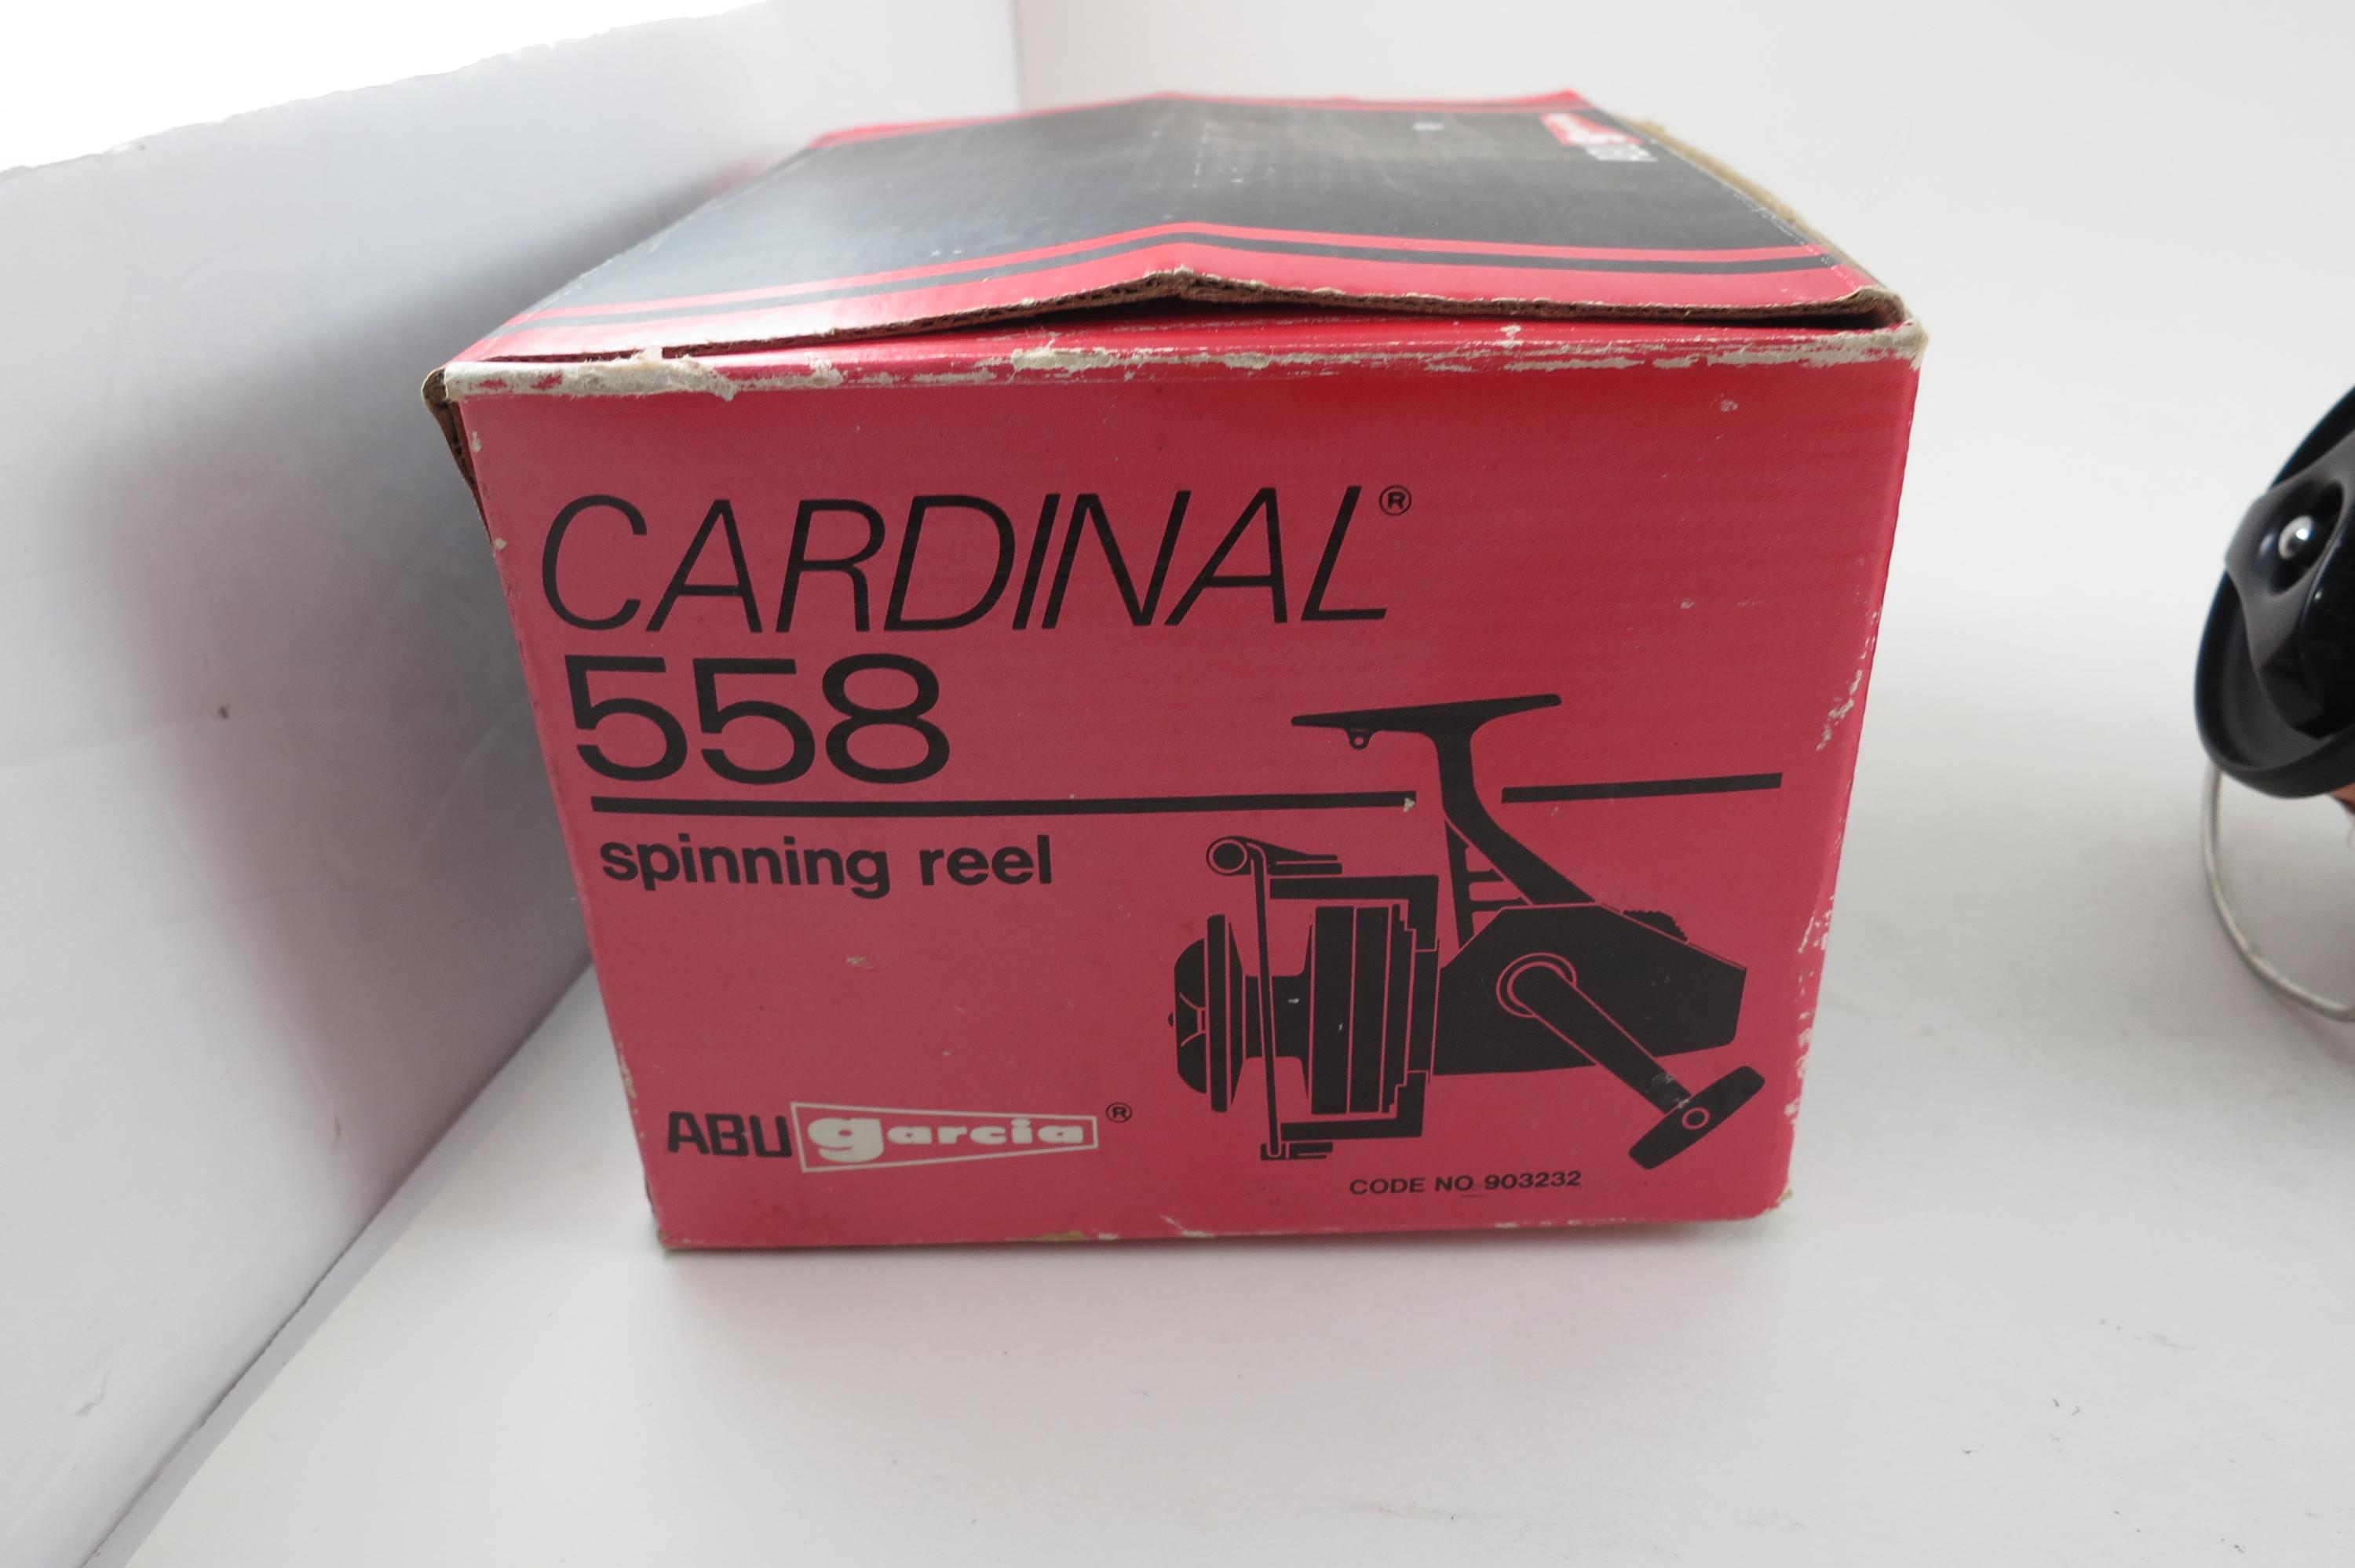 CARDINAL®
558
spinning reel
ABU garcia®
CODE NO 903232